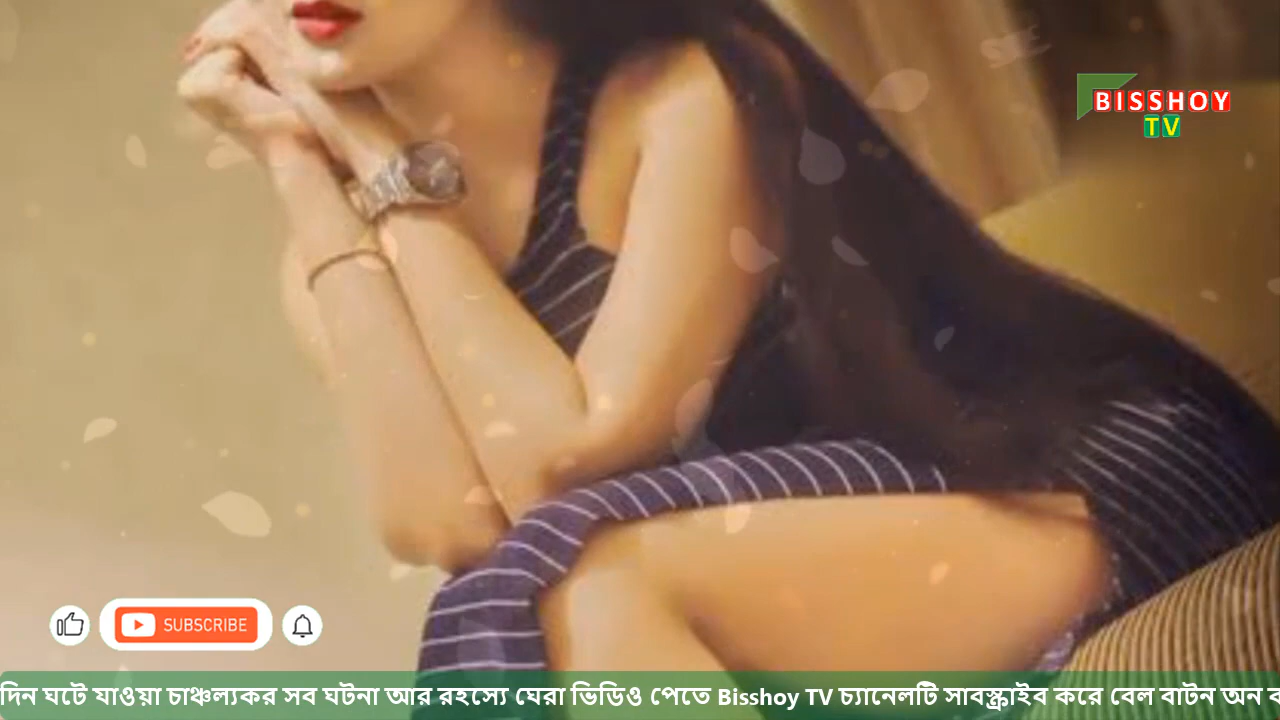 BISSHOY
TV
SUBSCRIBE
দিন ঘটে যাওয়া চাঞ্চল্যকর সব ঘটনা আর রহস্যে ঘেরা ভিডিও পেতে Bisshoy TV চ্যানেলটি সাবস্ক্রাইব করে বেল বাটন অন